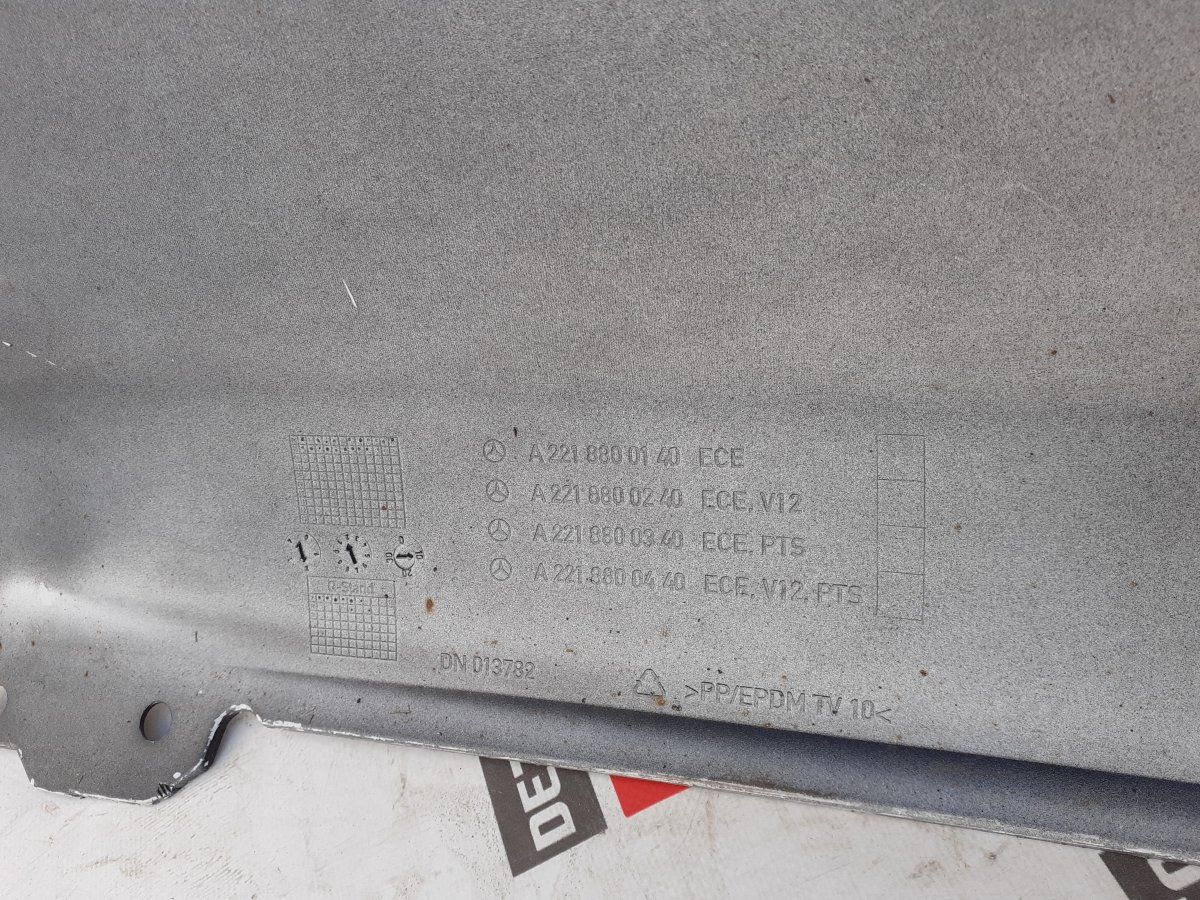 A 221 880 01 40 ECE
A 221 880 02 40 ECE, V12
A 221 880 03 40 ECE, PTS
A 221 880 04 40 ECE, V12, PTS
Q-Stand
DN 013782
>PP/EPDM TV 10<